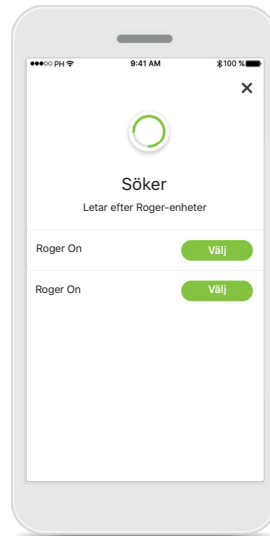 ●●●○○ PH 9:41 AM 100 %
×
Söker
Letar efter Roger-enheter
Roger On Välj
Roger On Välj